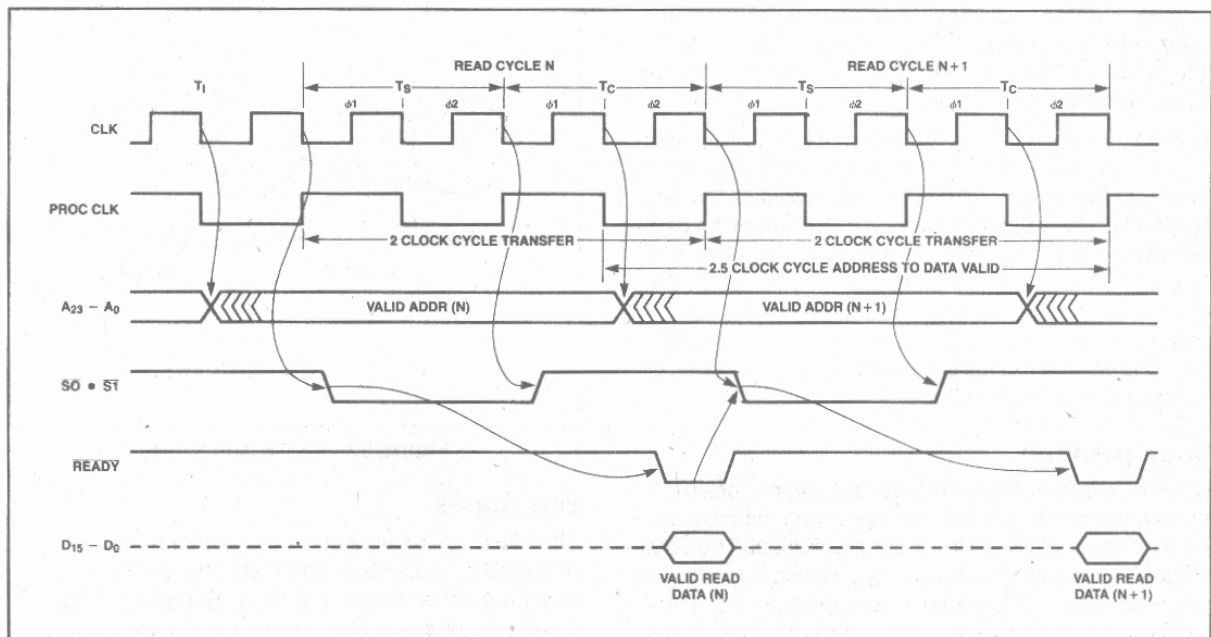 READ CYCLE N READ CYCLE N + 1
TI TS TC TS TC
ϕ1 ϕ2 ϕ1 ϕ2 ϕ1 ϕ2 ϕ1 ϕ2
CLK
PROC CLK
2 CLOCK CYCLE TRANSFER 2 CLOCK CYCLE TRANSFER
2.5 CLOCK CYCLE ADDRESS TO DATA VALID
A23 – A0 VALID ADDR (N) VALID ADDR (N + 1)
S0 • S1
READY
D15 – D0
VALID READ VALID READ
DATA (N) DATA (N + 1)